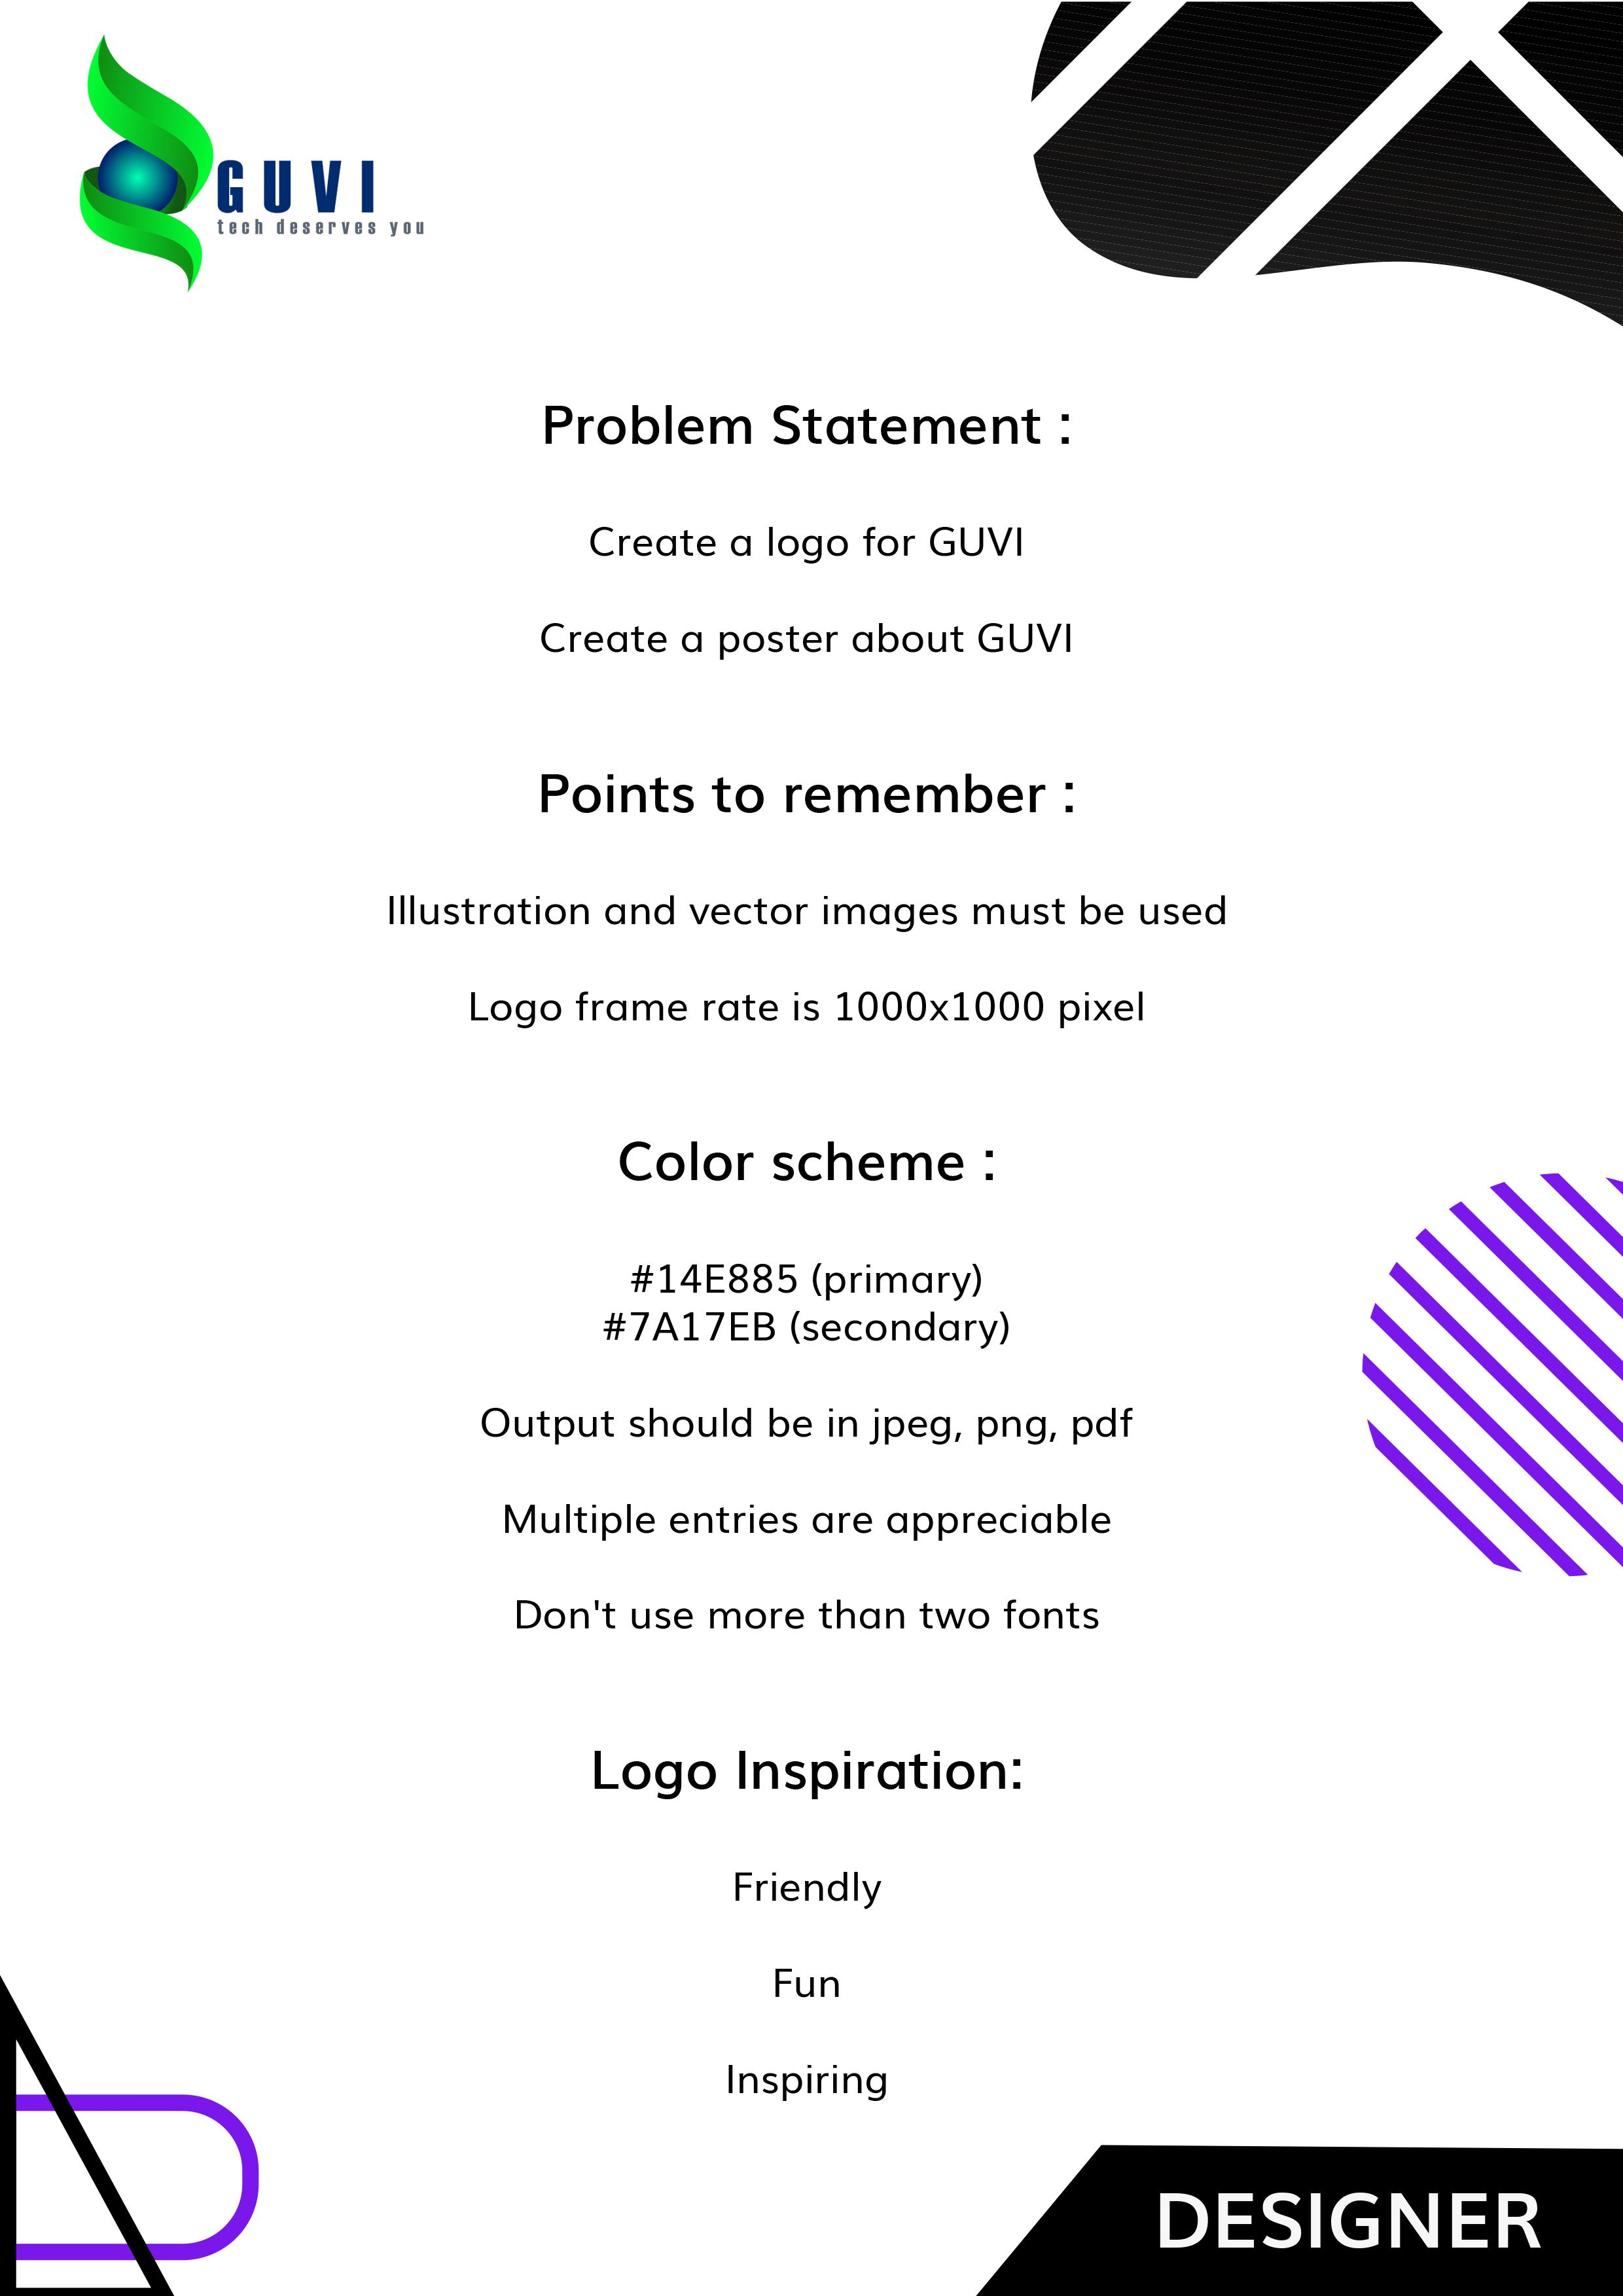 GUVI
tech deserves you
Problem Statement :
Create a logo for GUVI
Create a poster about GUVI
Points to remember :
Illustration and vector images must be used
Logo frame rate is 1000x1000 pixel
Color scheme :
#14E885 (primary)
#7A17EB (secondary)
Output should be in jpeg, png, pdf
Multiple entries are appreciable
Don't use more than two fonts
Logo Inspiration:
Friendly
Fun
Inspiring
DESIGNER